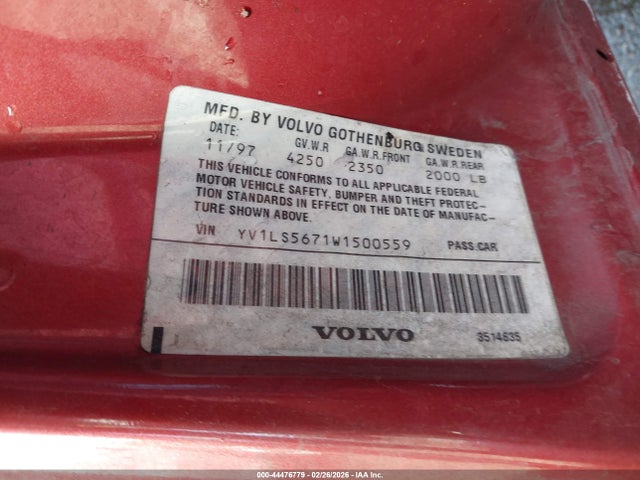 MFD. BY VOLVO GOTHENBURG SWEDEN
DATE: GV.W.R GA.W.R.FRONT GA.W.R.REAR
11/97 4250 2350 2000 LB
THIS VEHICLE CONFORMS TO ALL APPLICABLE FEDERAL
MOTOR VEHICLE SAFETY, BUMPER AND THEFT PROTEC-
TION STANDARDS IN EFFECT ON THE DATE OF MANUFAC-
TURE SHOWN ABOVE.
VIN YV1LS5671W1500559 PASS.CAR
VOLVO 3514635
000-44476779 - 02/26/2026 - IAA Inc.